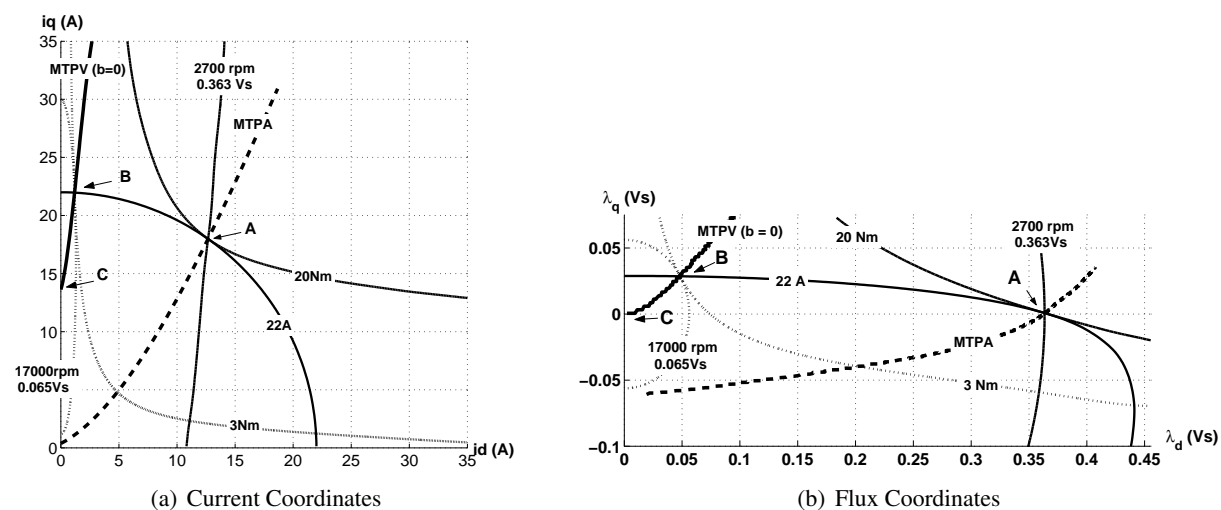 iq (A)
35
30
25
20
15
10
5
0
MTPV (b=0)
2700 rpm
0.363 Vs
MTPA
B
A
C
20Nm
22A
17000rpm
0.065Vs
3Nm
0
5
10
15
20
25
30
35
id (A)
(a) Current Coordinates
λq (Vs)
0.05
0
−0.05
−0.1
MTPV (b = 0)
20 Nm
2700 rpm
0.363Vs
B
A
22 A
C
17000 rpm
0.065Vs
MTPA
3 Nm
0
0.05
0.1
0.15
0.2
0.25
0.3
0.35
0.4
0.45
λd (Vs)
(b) Flux Coordinates